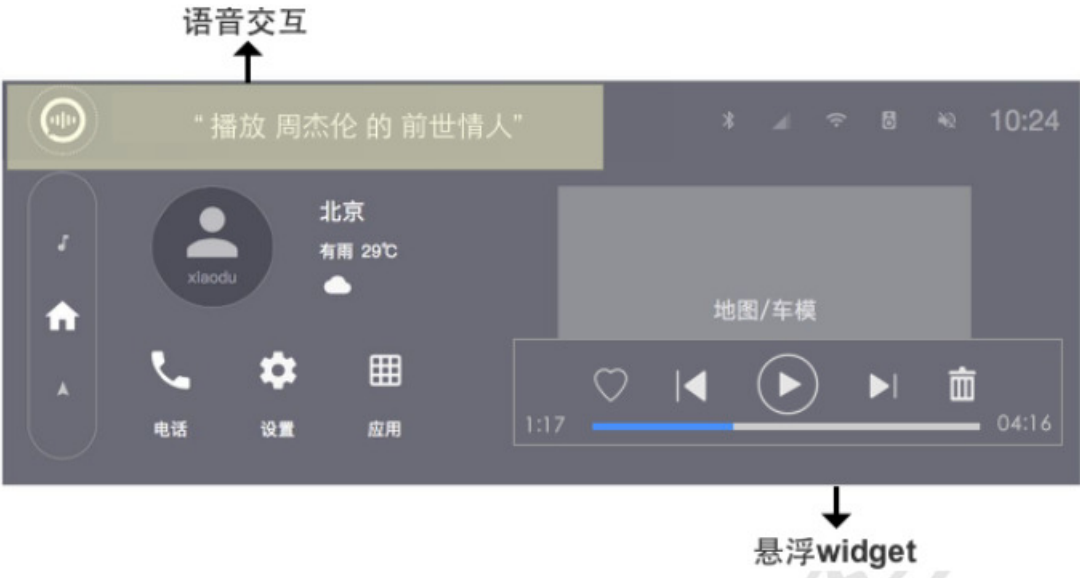 语音交互
“播放 周杰伦 的 前世情人”
10:24
xiaodu
北京
有雨 29℃
地图/车模
电话
设置
应用
1:17
04:16
悬浮widget